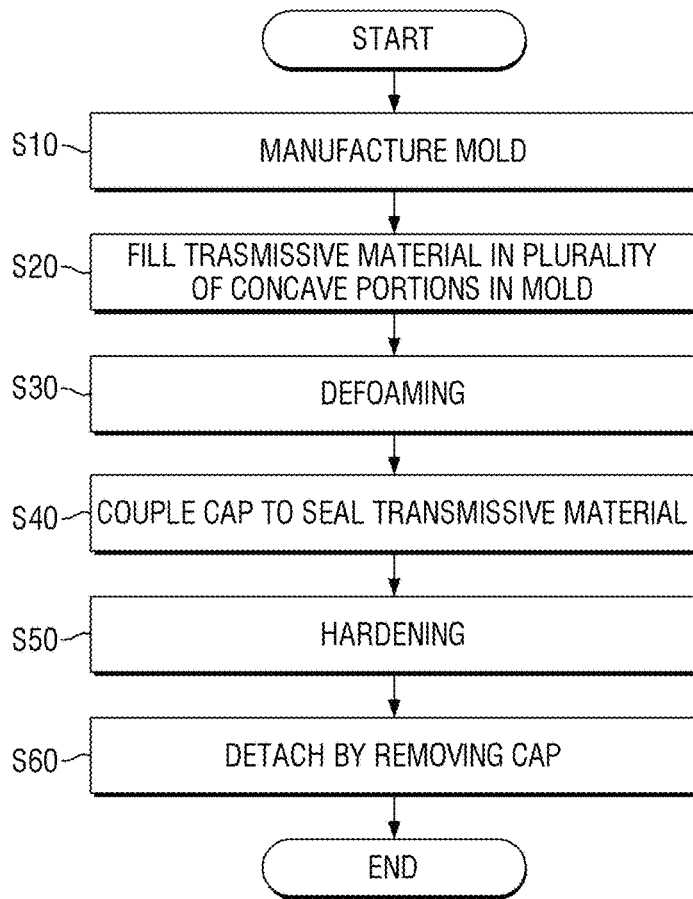 START
S10
MANUFACTURE MOLD
S20
FILL TRASMISSIVE MATERIAL IN PLURALITY
OF CONCAVE PORTIONS IN MOLD
S30
DEFOAMING
S40
COUPLE CAP TO SEAL TRANSMISSIVE MATERIAL
S50
HARDENING
S60
DETACH BY REMOVING CAP
END